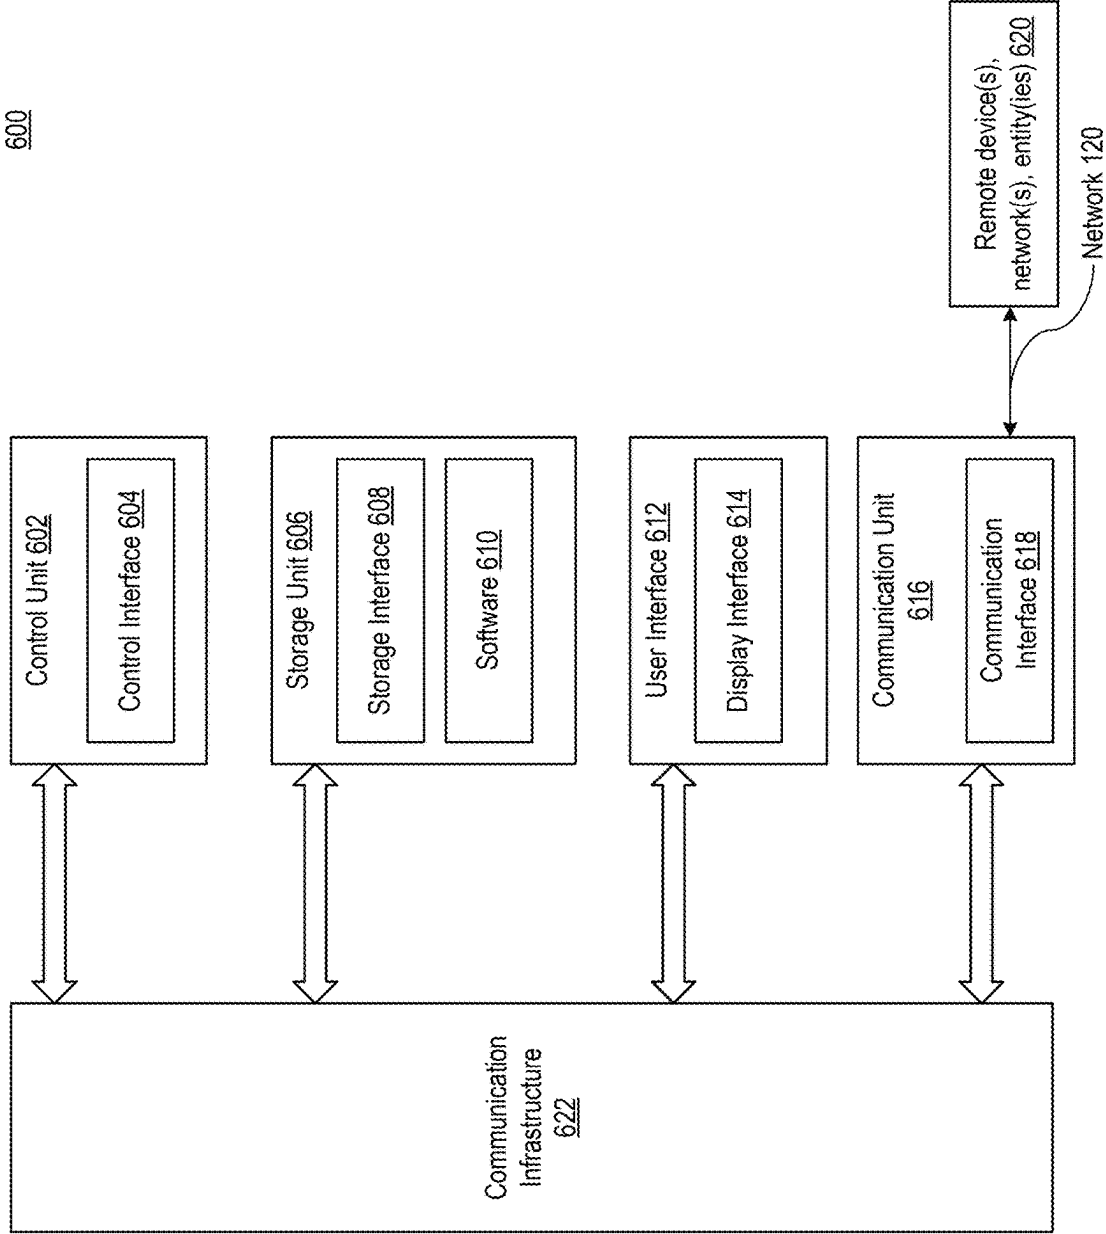 600
Control Unit 602
Control Interface 604
Storage Unit 606
Storage Interface 608
Software 610
User Interface 612
Display Interface 614
Communication Unit
616
Communication
Interface 618
Remote device(s),
network(s), entity(ies) 620
Network 120
Communication
Infrastructure
622